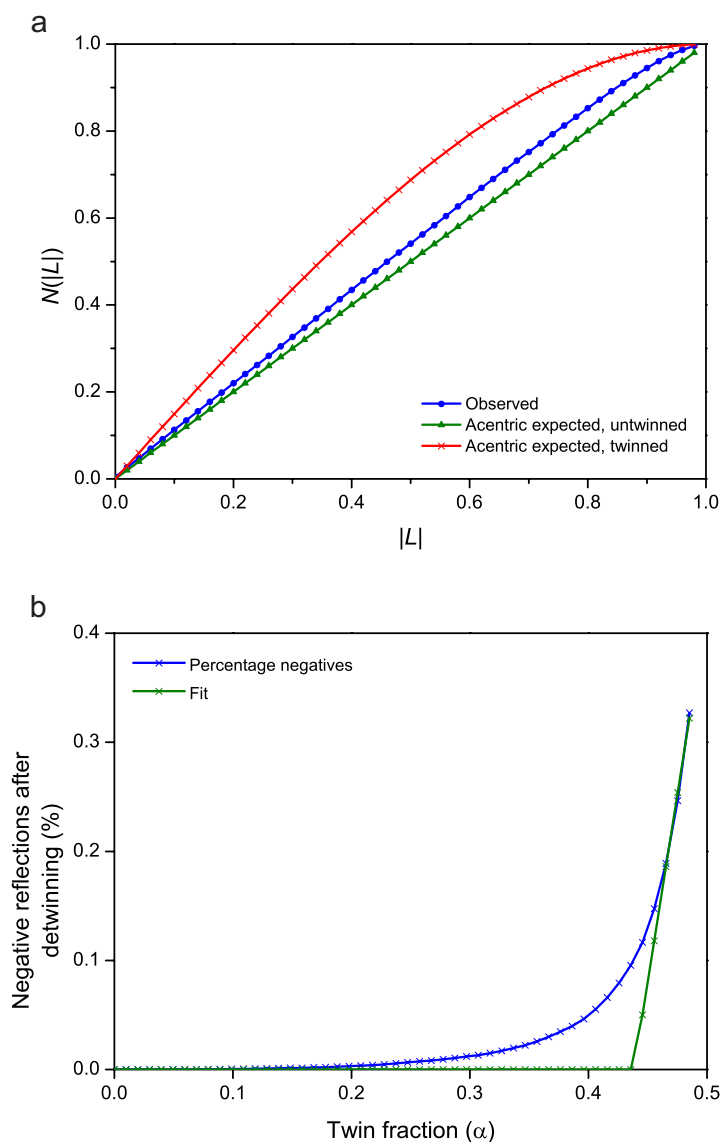 a
1.0
0.8
0.6
0.4
0.2
0.0
N(|L|)
Observed
Acentric expected, untwinned
Acentric expected, twinned
0.0 0.2 0.4 0.6 0.8 1.0
|L|
b
0.4
0.3
0.2
0.1
0.0
Negative reflections after
detwinning (%)
Percentage negatives
Fit
0.0 0.1 0.2 0.3 0.4 0.5
Twin fraction (α)